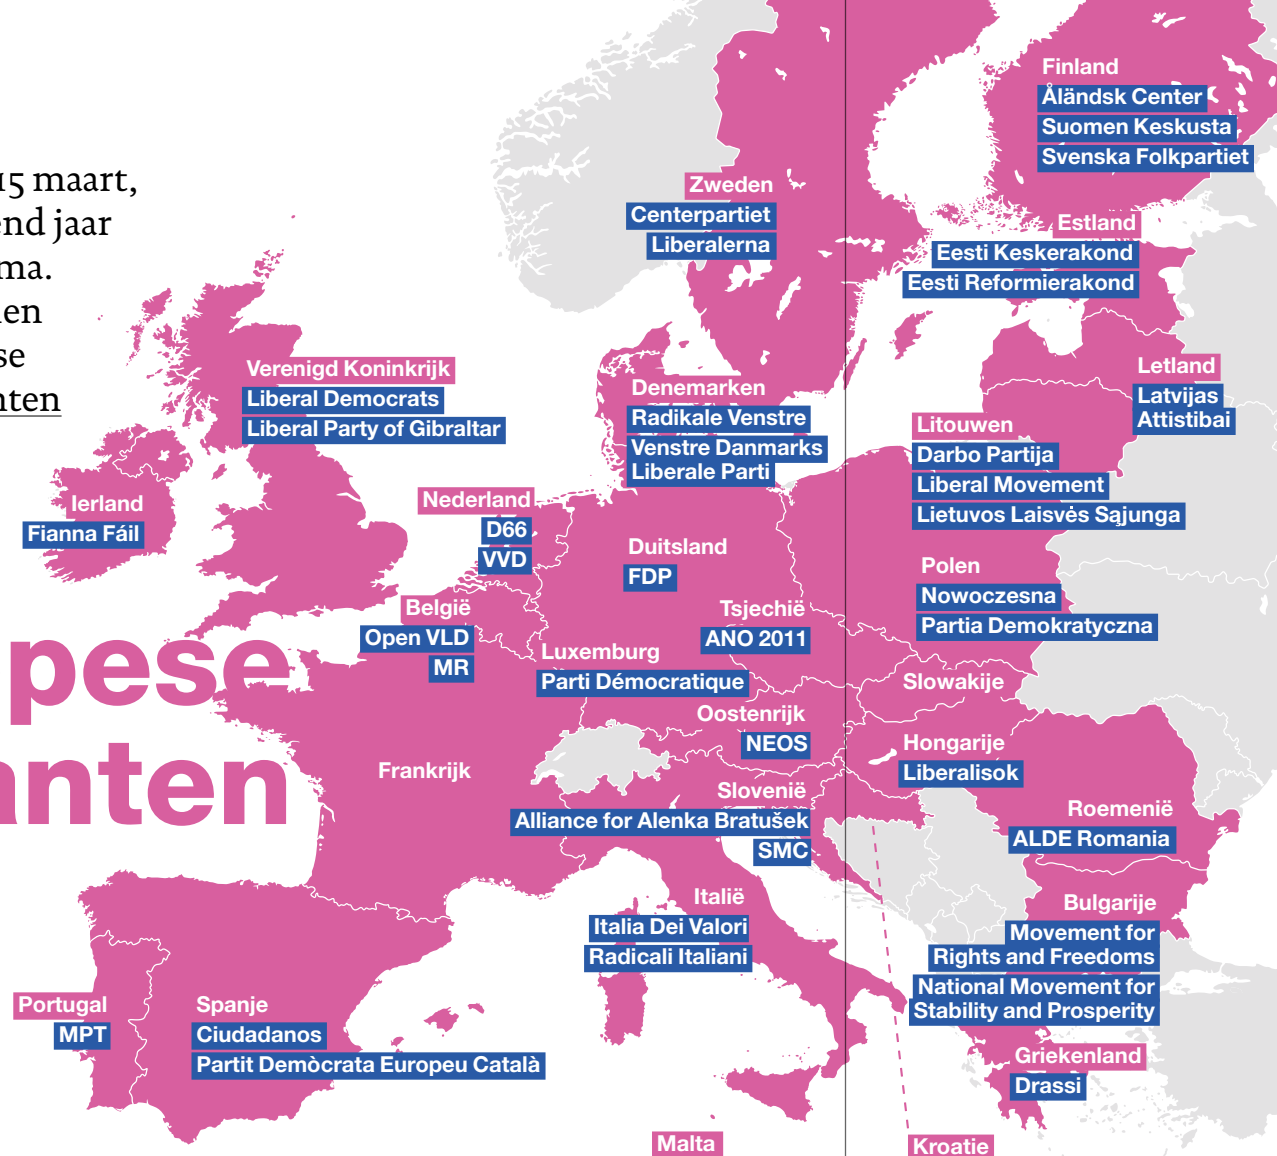 15 maart,
end jaar
ma.
en
se
nten
pese
anten
Finland
Åländsk Center
Suomen Keskusta
Svenska Folkpartiet
Zweden
Centerpartiet
Liberalerna
Estland
Eesti Keskerakond
Eesti Reformierakond
Verenigd Koninkrijk
Liberal Democrats
Liberal Party of Gibraltar
Denemarken
Radikale Venstre
Venstre Danmarks
Liberale Parti
Letland
Latvijas
Attistibai
Litouwen
Darbo Partija
Liberal Movement
Lietuvos Laisvės Sąjunga
Ierland
Fianna Fáil
Nederland
D66
VVD
Duitsland
FDP
Polen
Nowoczesna
Partia Demokratyczna
België
Open VLD
MR
Tsjechië
ANO 2011
Luxemburg
Parti Démocratique
Slowakije
Oostenrijk
NEOS
Hongarije
Liberalisok
Frankrijk
Slovenië
Alliance for Alenka Bratušek
SMC
Roemenië
ALDE Romania
Italië
Italia Dei Valori
Radicali Italiani
Bulgarije
Movement for
Rights and Freedoms
National Movement for
Stability and Prosperity
Portugal
MPT
Spanje
Ciudadanos
Partit Demòcrata Europeu Català
Griekenland
Drassi
Malta
Kroatie